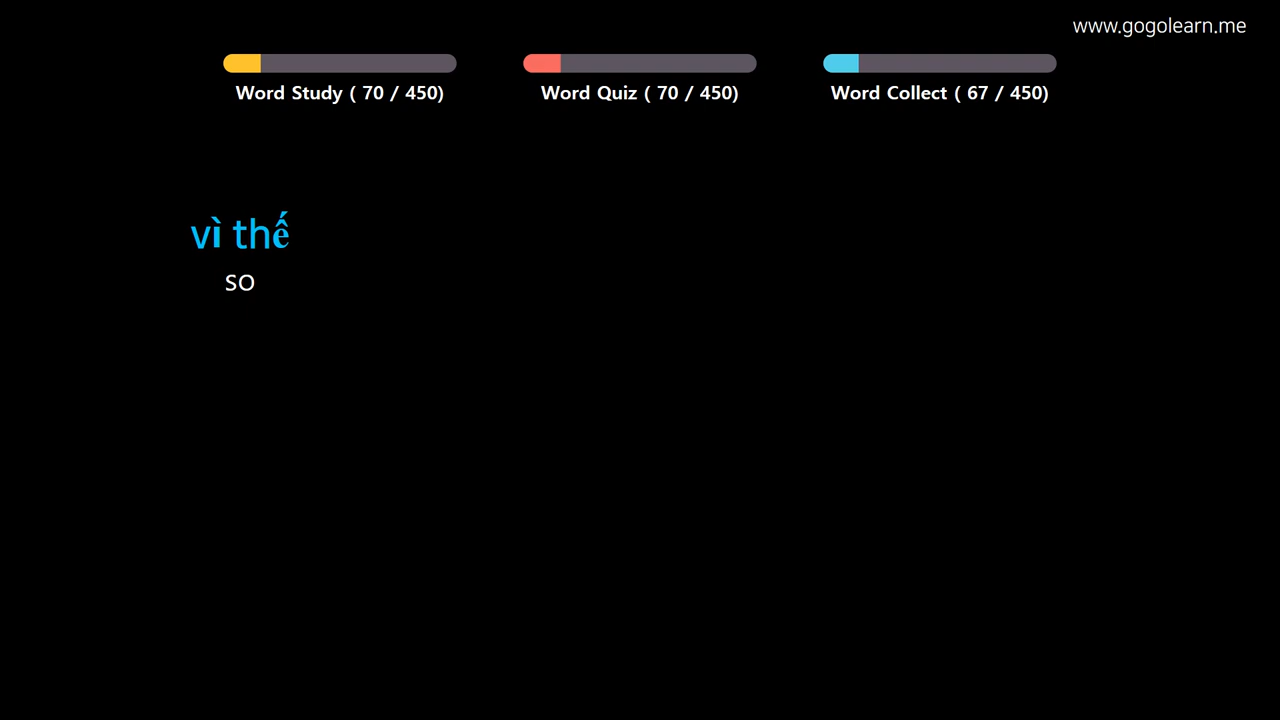 www.gogolearn.me
Word Study ( 70 / 450)
Word Quiz ( 70 / 450)
Word Collect ( 67 / 450)
vì thế
so